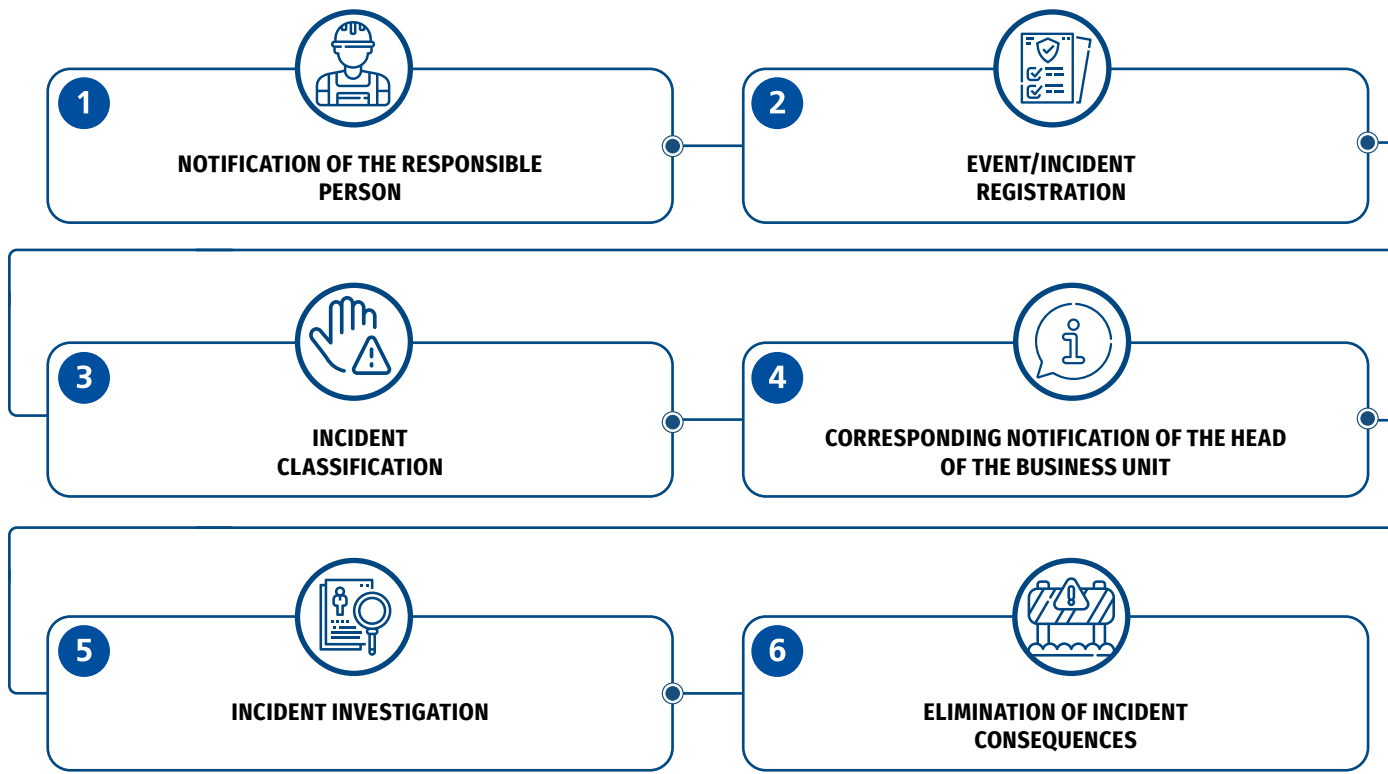 1
NOTIFICATION OF THE RESPONSIBLE
PERSON
2
EVENT/INCIDENT
REGISTRATION
3
INCIDENT
CLASSIFICATION
4
CORRESPONDING NOTIFICATION OF THE HEAD
OF THE BUSINESS UNIT
5
INCIDENT INVESTIGATION
6
ELIMINATION OF INCIDENT
CONSEQUENCES